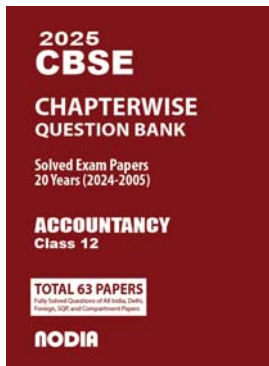 2025
CBSE
CHAPTERWISE
QUESTION BANK
Solved Exam Papers
20 Years (2024-2005)
ACCOUNTANCY
Class 12
TOTAL 63 PAPERS
Fully Solved Questions of All India, Delhi,
Foreign, SQP, and Compartment Papers
NODIA